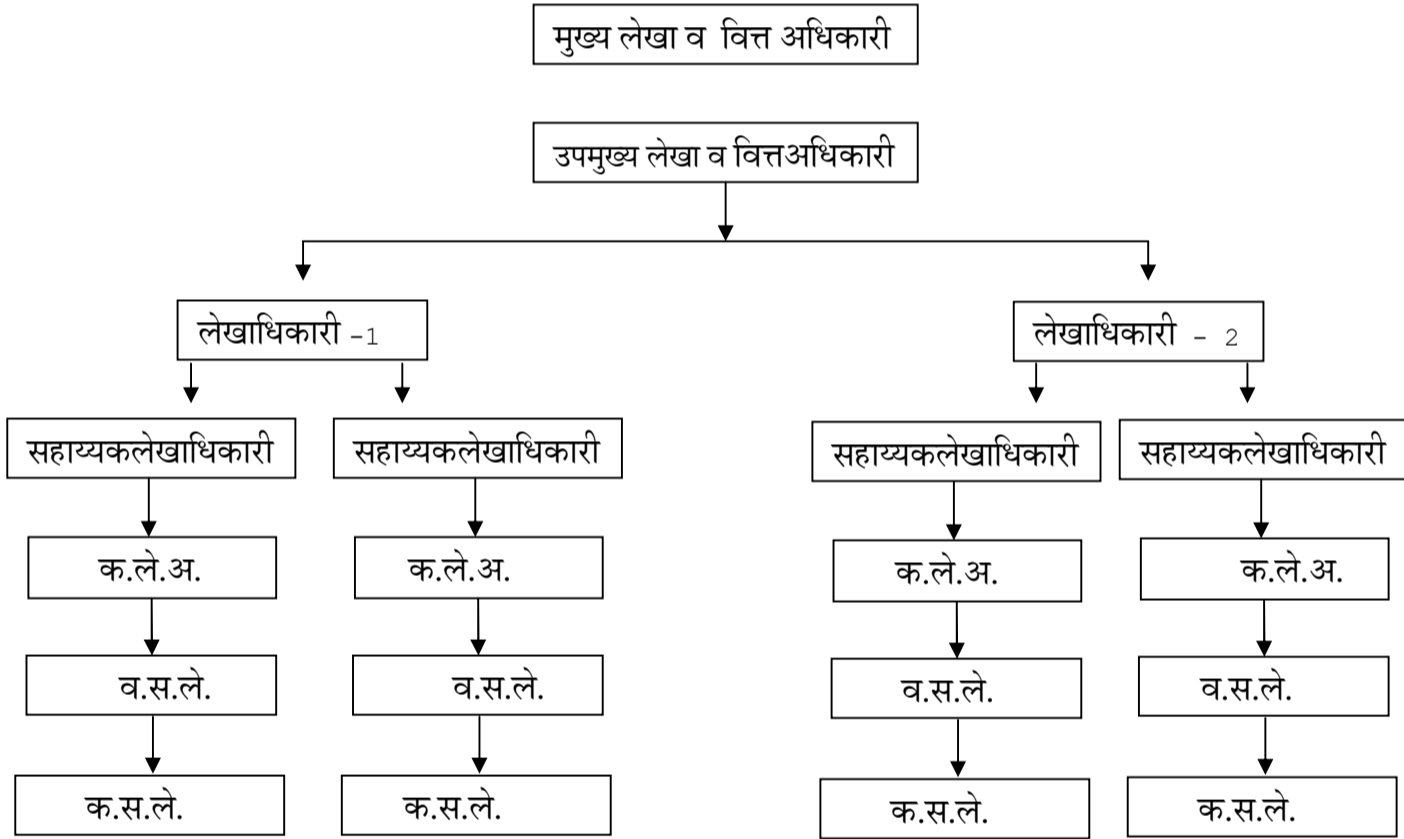 मुख्य लेखा व वित्त अधिकारी
उपमुख्य लेखा व वित्तअधिकारी
लेखाधिकारी -1
लेखाधिकारी - 2
सहाय्यकलेखाधिकारी
सहाय्यकलेखाधिकारी
सहाय्यकलेखाधिकारी
सहाय्यकलेखाधिकारी
क.ले.अ.
क.ले.अ.
क.ले.अ.
क.ले.अ.
व.स.ले.
व.स.ले.
व.स.ले.
व.स.ले.
क.स.ले.
क.स.ले.
क.स.ले.
क.स.ले.